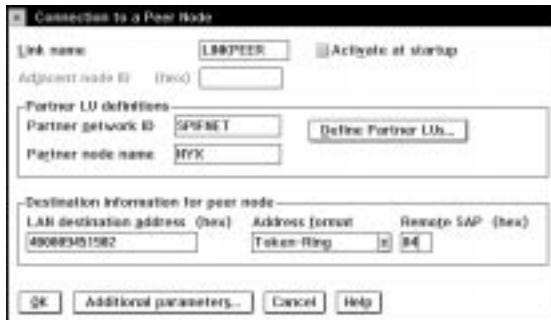 Connection to a Peer Node
Link name LINKPEER Activate at startup
Adjacent node ID (hex)
Partner LU definitions
Partner network ID SPIFNET Define Partner LUs...
Partner node name NYX
Destination information for peer node
LAN destination address (hex) Address format Remote SAP (hex)
Token-Ring 04
OK Additional parameters... Cancel Help